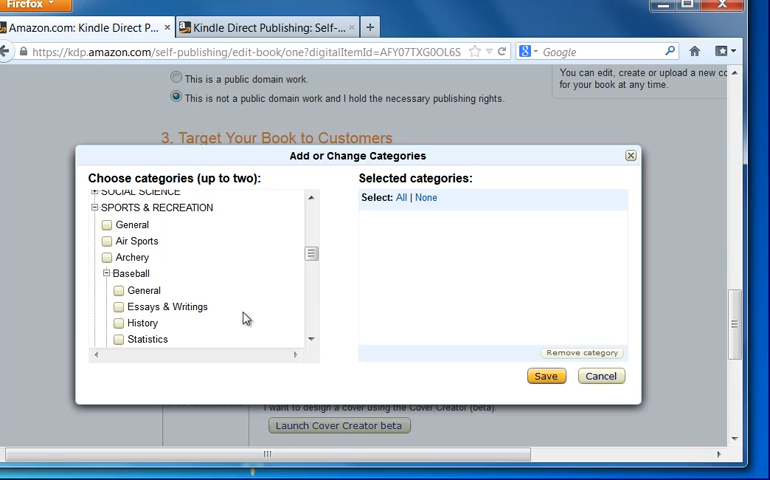 Firefox
Amazon.com: Kindle Direct P...
Kindle Direct Publishing: Self-...
https://kdp.amazon.com/self-publishing/edit-book/one?digitalItemId=AFY07TXG0OL6S
Google
This is a public domain work.
This is not a public domain work and I hold the necessary publishing rights.
You can edit, create or upload a new co
for your book at any time.
3. Target Your Book to Customers
Add or Change Categories
Choose categories (up to two):
Selected categories:
SOCIAL SCIENCE
SPORTS & RECREATION
General
Air Sports
Archery
Baseball
General
Essays & Writings
History
Statistics
Select: All | None
Remove category
Save
Cancel
I want to design a cover using the Cover Creator (beta).
Launch Cover Creator beta